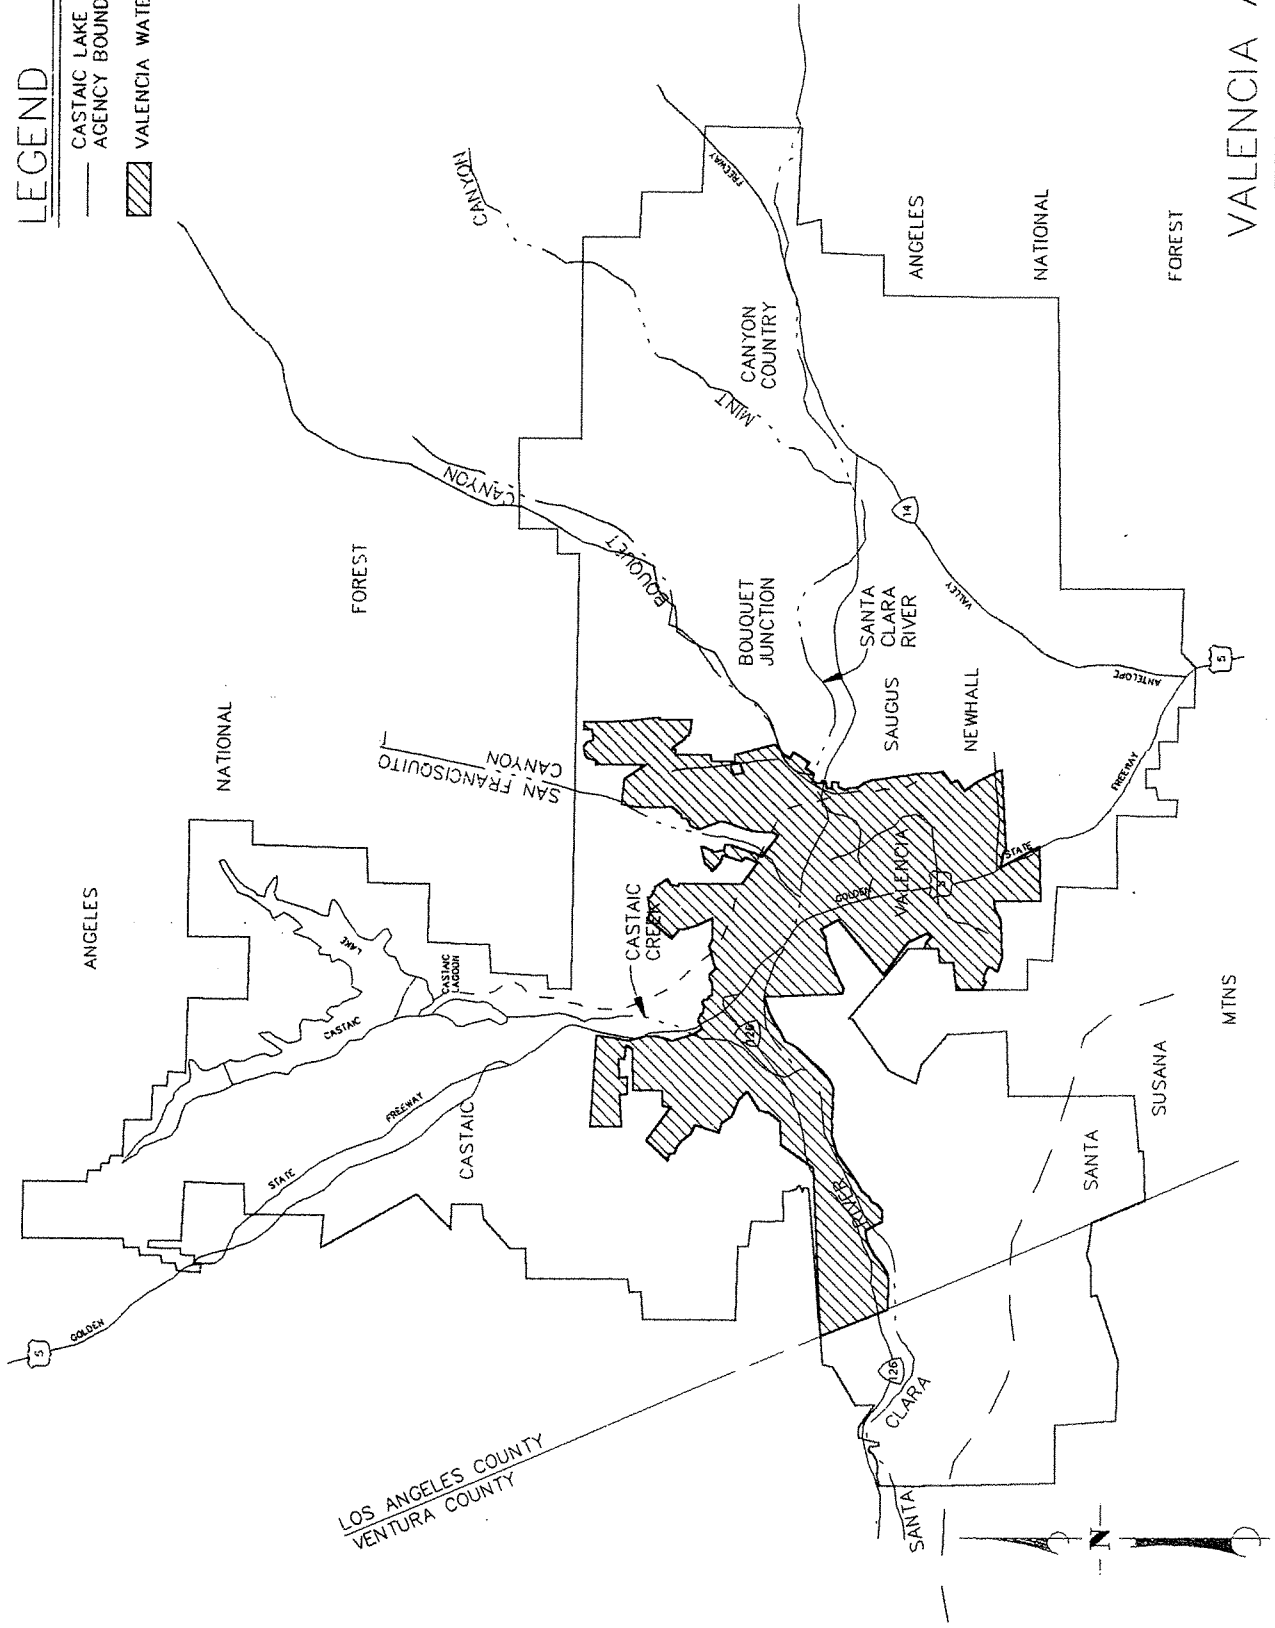 LEGEND
CASTAIC LAKE
AGENCY BOUND
VALENCIA WATE
VALENCIA
ANGELES
NATIONAL
FOREST
ANGELES
NATIONAL
FOREST
CANYON
MINT
CANYON
COUNTRY
FREEWAY
CANYON
BOUQUET
BOUQUET
JUNCTION
SANTA
CLARA
RIVER
14
VALLEY
ANTELOPE
5
SAUGUS
NEWHALL
SAN FRANCISQUITO
CANYON
FREEWAY
STATE
5
GOLDEN
VALENCIA
CASTAIC
CREEK
LAKE
CASTAIC
CASTAIC
LAGOON
126
FREEWAY
STATE
GOLDEN
5
CASTAIC
RIVER
CLARA
SANTA
126
SANTA
SUSANA
MTNS
LOS ANGELES COUNTY
VENTURA COUNTY
N